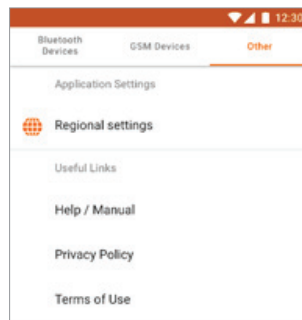 12:30
Bluetooth
Devices
GSM Devices
Other
Application Settings
Regional settings
Useful Links
Help / Manual
Privacy Policy
Terms of Use